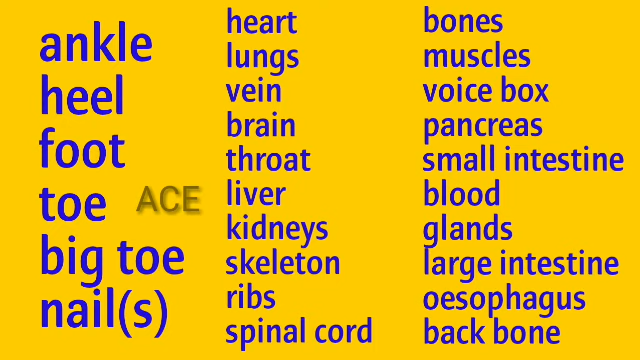 ankle
heel
foot
toe
big toe
nail(s)
ACE
heart
lungs
vein
brain
throat
liver
kidneys
skeleton
ribs
spinal cord
bones
muscles
voice box
pancreas
small intestine
blood
glands
large intestine
oesophagus
back bone